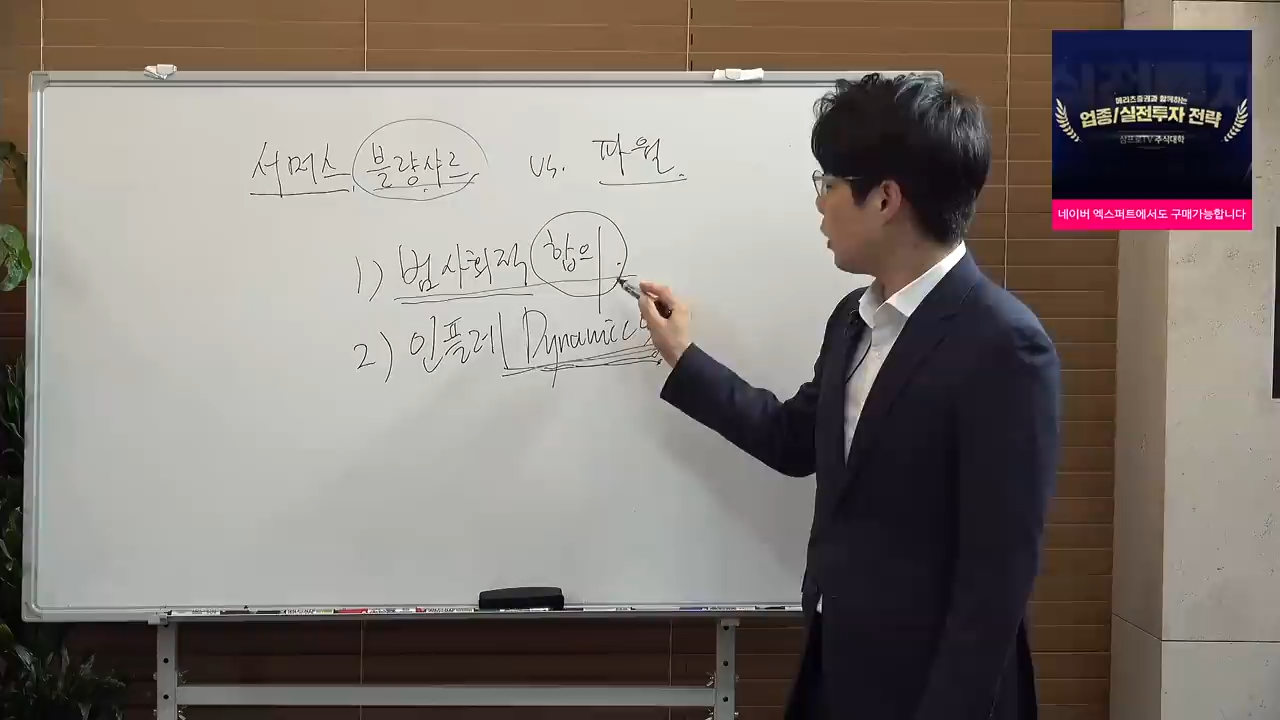 서머스 블량샤르 vs. 파월.
1) 범사회적 합의.
2) 인플레 Dynamics
메리츠증권과 함께하는
업종/실전투자 전략
삼프로TV 주식대학
네이버 엑스퍼트에서도 구매가능합니다